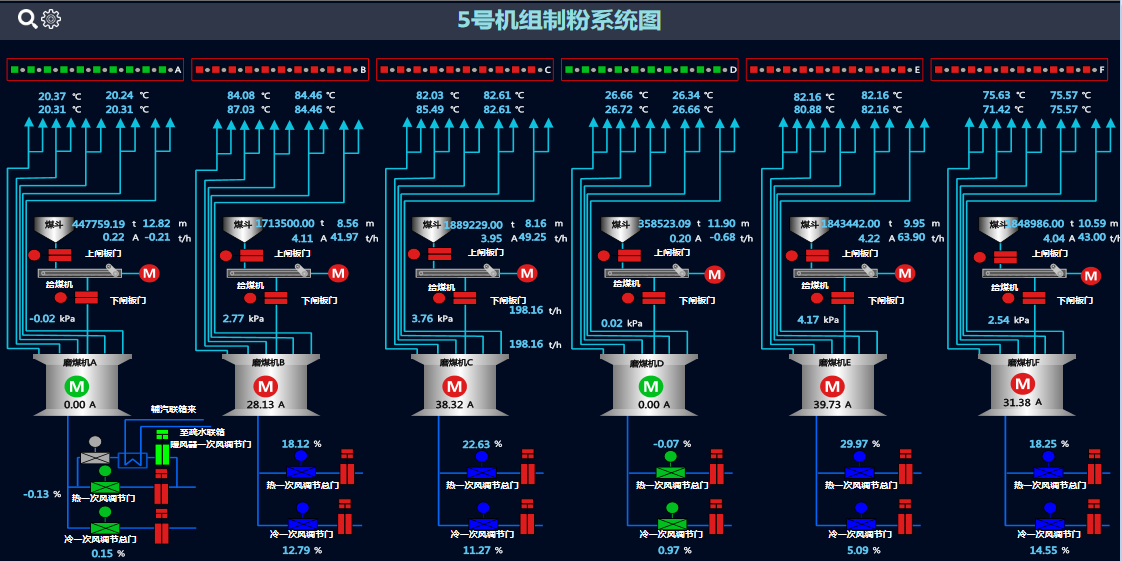 5号机组制粉系统图
A B C D E F
20.37 ℃ 20.24 ℃ 84.08 ℃ 84.46 ℃ 82.03 ℃ 82.61 ℃ 26.66 ℃ 26.34 ℃ 82.16 ℃ 82.16 ℃ 75.63 ℃ 75.57 ℃
20.31 ℃ 20.31 ℃ 87.03 ℃ 84.46 ℃ 85.49 ℃ 82.61 ℃ 26.72 ℃ 26.66 ℃ 80.88 ℃ 82.16 ℃ 71.42 ℃ 75.57 ℃
煤斗 447759.19 t 12.82 m 煤斗 1713500.00 t 8.56 m 煤斗 1889229.00 t 8.16 m 煤斗 358523.09 t 11.90 m 煤斗 1843442.00 t 9.95 m 煤斗 848986.00 t 10.59 m
0.22 A -0.21 t/h 4.11 A 41.97 t/h 3.95 A 49.25 t/h 0.20 A -0.68 t/h 4.22 A 63.90 t/h 4.04 A 43.00 t/h
上闸板门 上闸板门 上闸板门 上闸板门 上闸板门 上闸板门
M M M M M M
给煤机 给煤机 给煤机 给煤机 给煤机 给煤机
下闸板门 下闸板门 下闸板门 下闸板门 下闸板门 下闸板门
198.16 t/h
-0.02 kPa 2.77 kPa 3.76 kPa 0.02 kPa 4.17 kPa 2.54 kPa
198.16 t/h
磨煤机A 磨煤机B 磨煤机C 磨煤机D 磨煤机E 磨煤机F
M M M M M M
0.00 A 28.13 A 38.32 A 0.00 A 39.73 A 31.38 A
辅汽联箱来
至疏水联箱
暖风器一次风调节门
18.12 % 22.63 % -0.07 % 29.97 % 18.25 %
热一次风调节总门 热一次风调节总门 热一次风调节总门 热一次风调节总门 热一次风调节总门
-0.13 % 热一次风调节门
冷一次风调节总门 冷一次风调节门 冷一次风调节门 冷一次风调节门 冷一次风调节门 冷一次风调节门
0.15 % 12.79 % 11.27 % 0.97 % 5.09 % 14.55 %